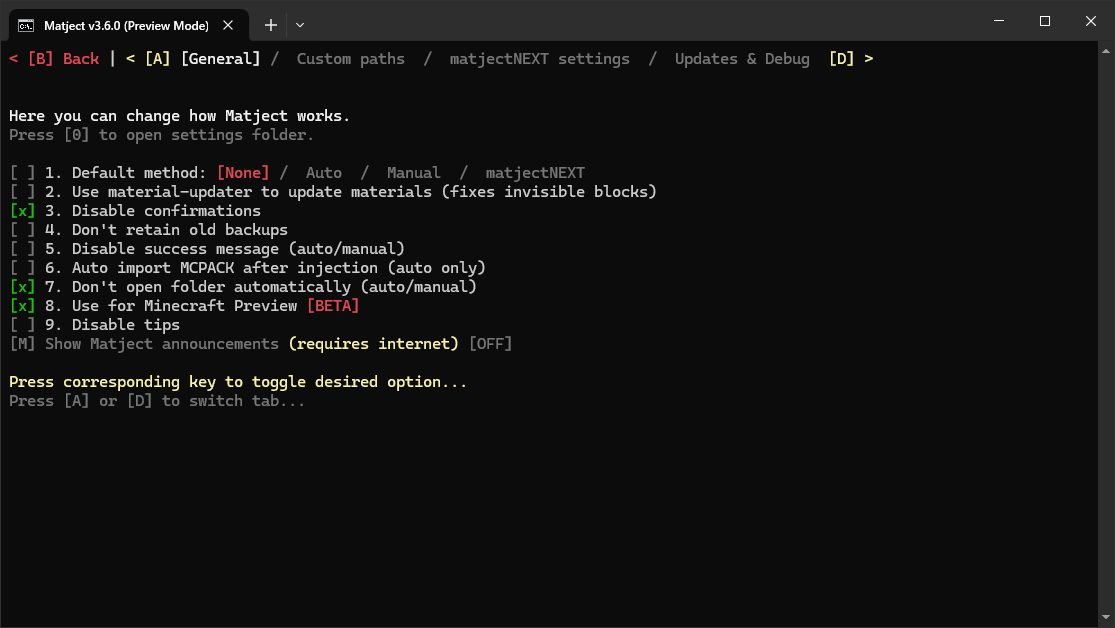 Matject v3.6.0 (Preview Mode)
< [B] Back | < [A] [General] /  Custom paths  /  matjectNEXT settings  /  Updates & Debug  [D] >
Here you can change how Matject works.
Press [0] to open settings folder.
[ ] 1. Default method: [None] /  Auto  /  Manual  /  matjectNEXT
[ ] 2. Use material-updater to update materials (fixes invisible blocks)
[x] 3. Disable confirmations
[ ] 4. Don't retain old backups
[ ] 5. Disable success message (auto/manual)
[ ] 6. Auto import MCPACK after injection (auto only)
[x] 7. Don't open folder automatically (auto/manual)
[x] 8. Use for Minecraft Preview [BETA]
[ ] 9. Disable tips
[M] Show Matject announcements (requires internet) [OFF]
Press corresponding key to toggle desired option...
Press [A] or [D] to switch tab...